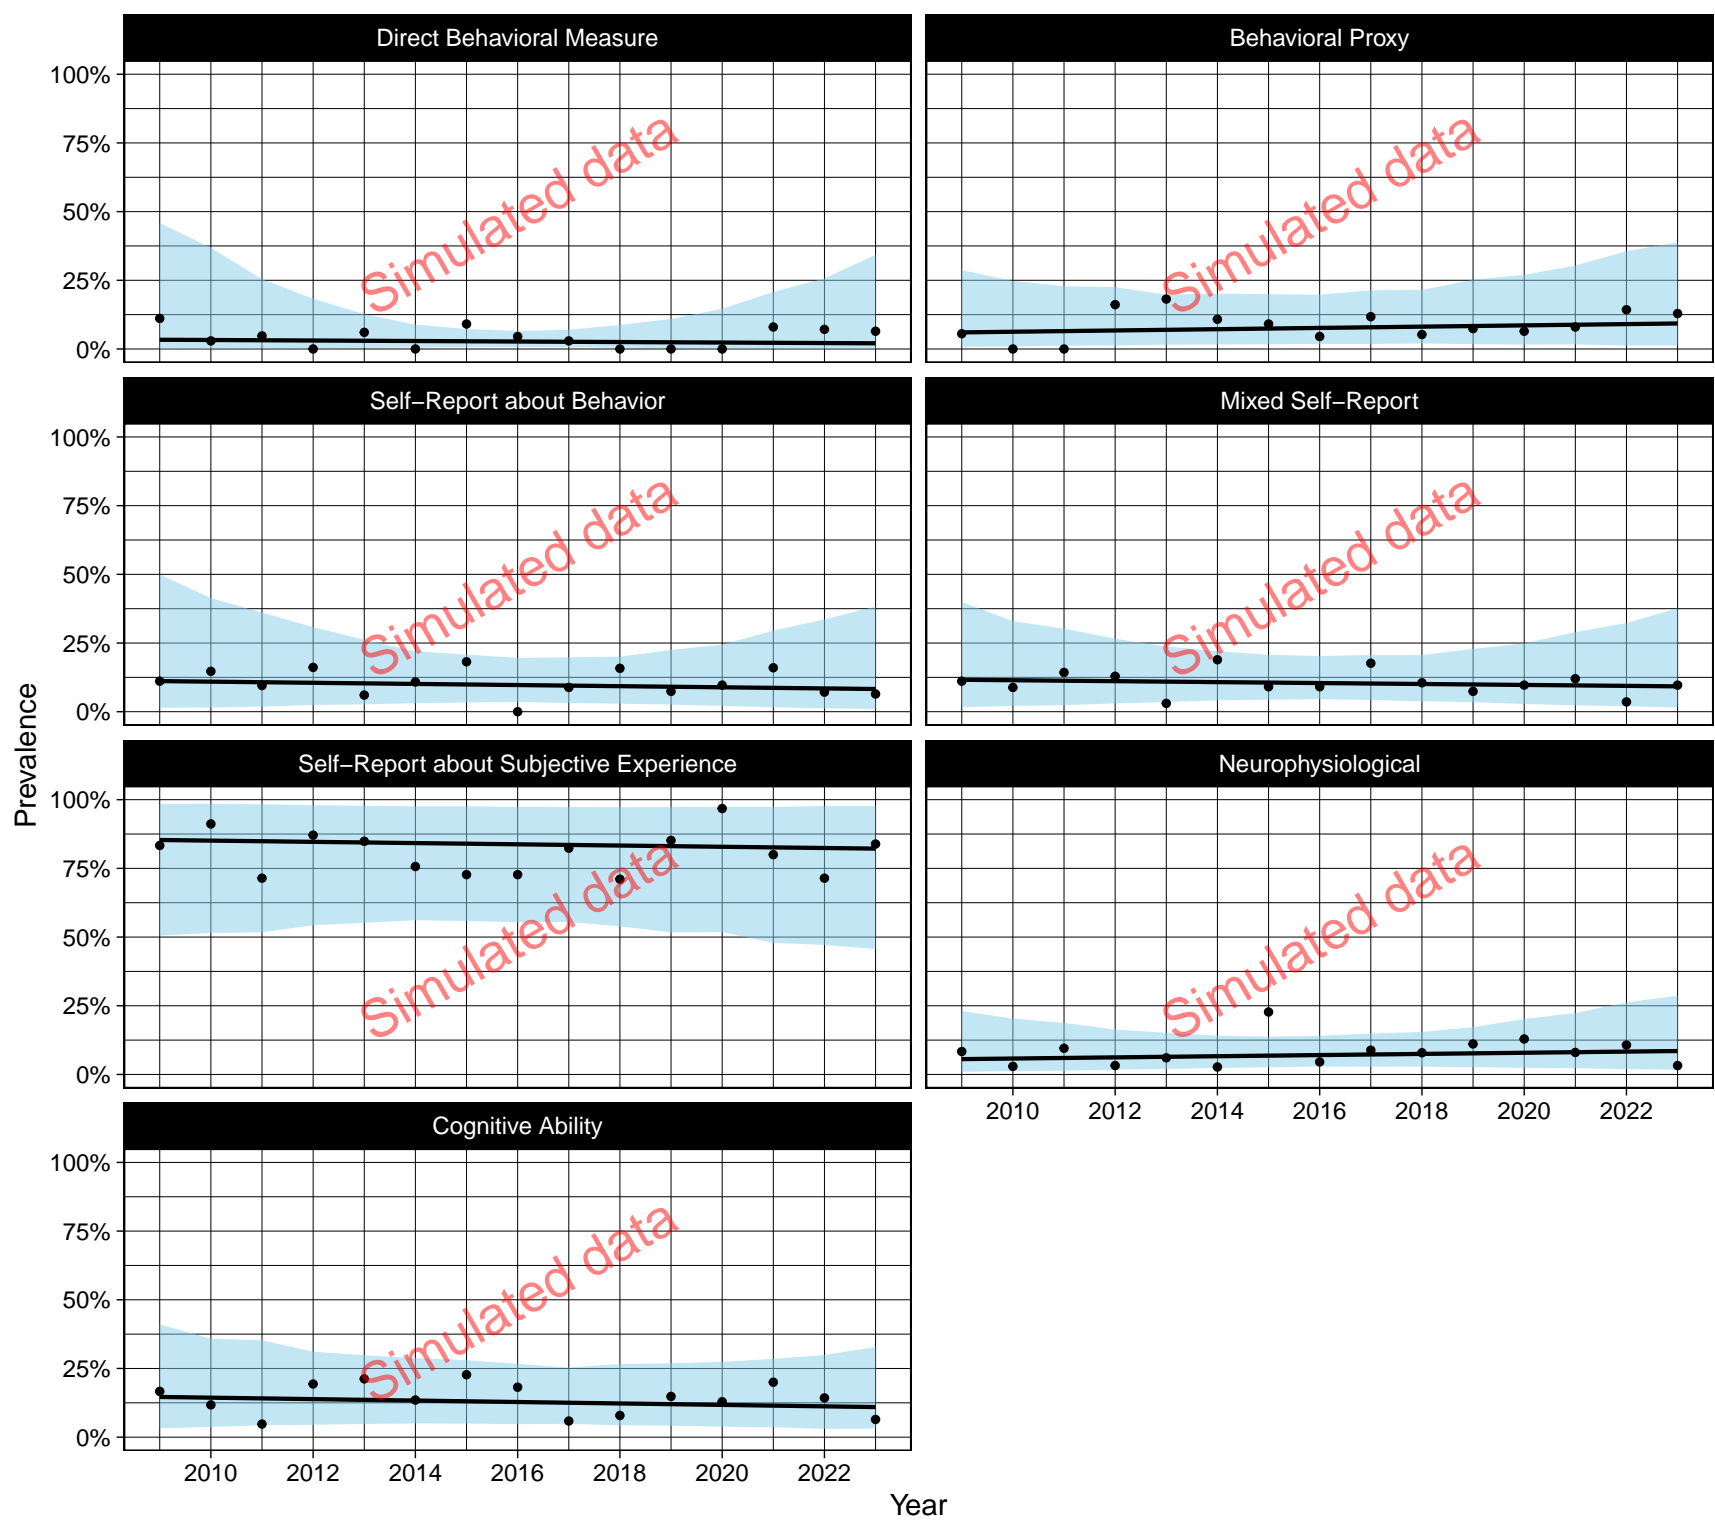 Direct Behavioral Measure
Behavioral Proxy
100%
75%
50%
25%
0%
Simulated data
Simulated data
Self−Report about Behavior
Mixed Self−Report
100%
75%
50%
25%
0%
Simulated data
Simulated data
Prevalence
Self−Report about Subjective Experience
Neurophysiological
100%
75%
50%
25%
0%
Simulated data
Simulated data
2010 2012 2014 2016 2018 2020 2022
Cognitive Ability
100%
75%
50%
25%
0%
Simulated data
2010 2012 2014 2016 2018 2020 2022
Year